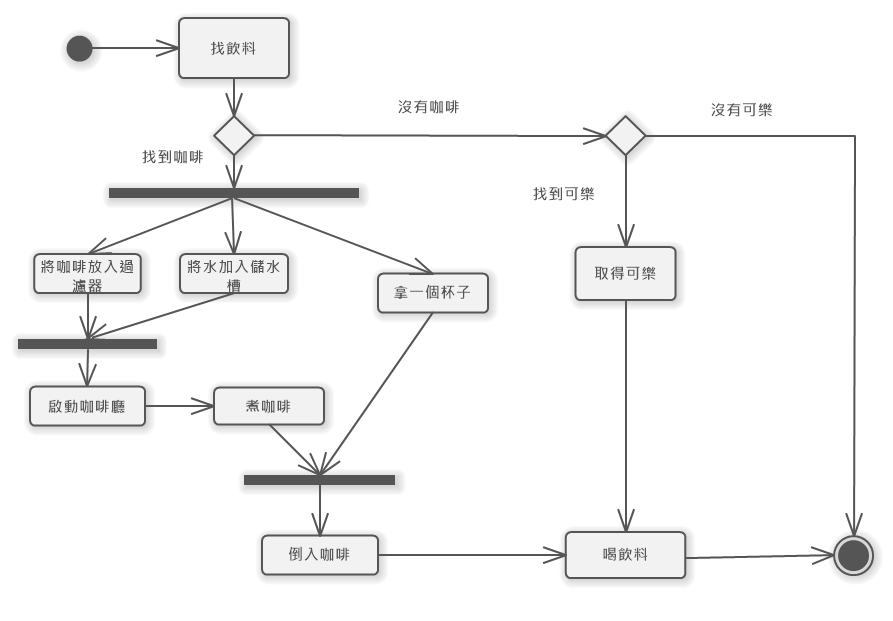 找飲料
沒有咖啡
沒有可樂
找到咖啡
找到可樂
將咖啡放入過
濾器
將水加入儲水
槽
拿一個杯子
取得可樂
啟動咖啡廳
煮咖啡
倒入咖啡
喝飲料